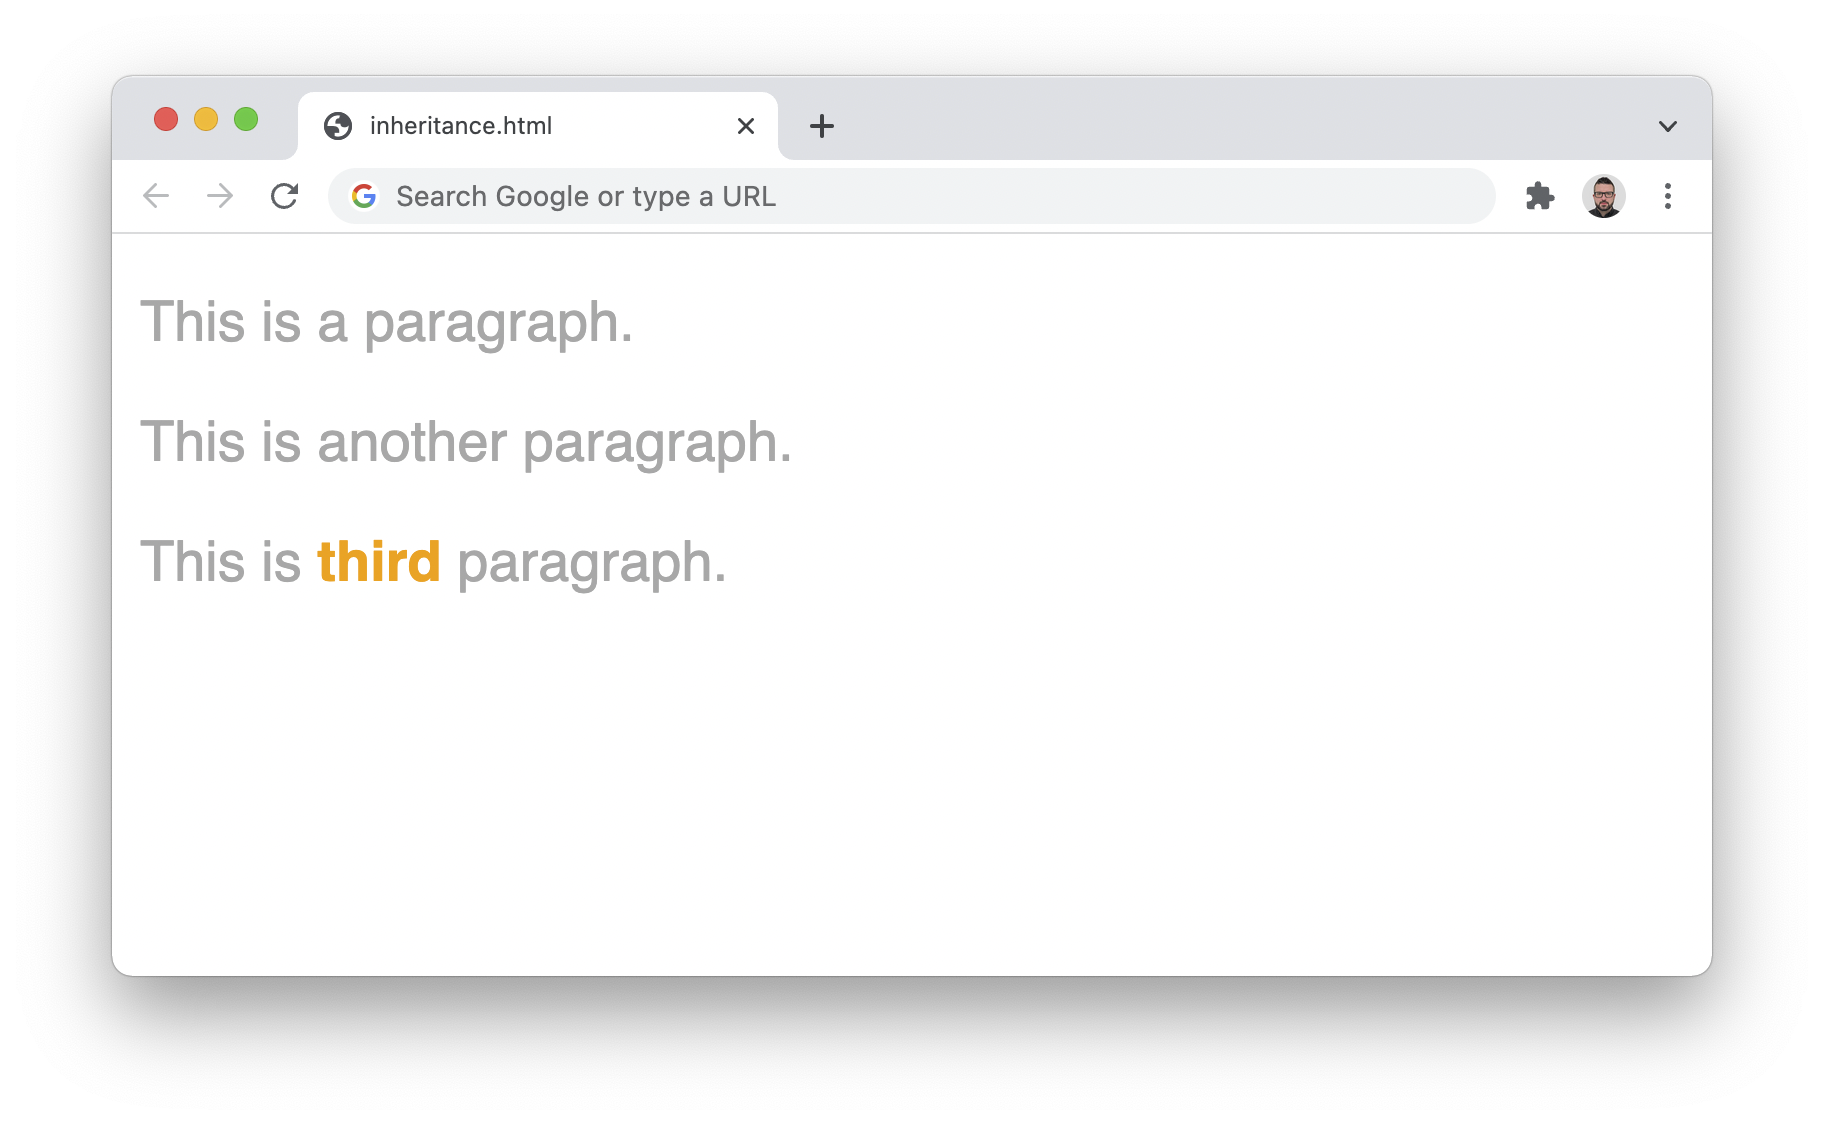 inheritance.html
Search Google or type a URL
This is a paragraph.
This is another paragraph.
This is third paragraph.